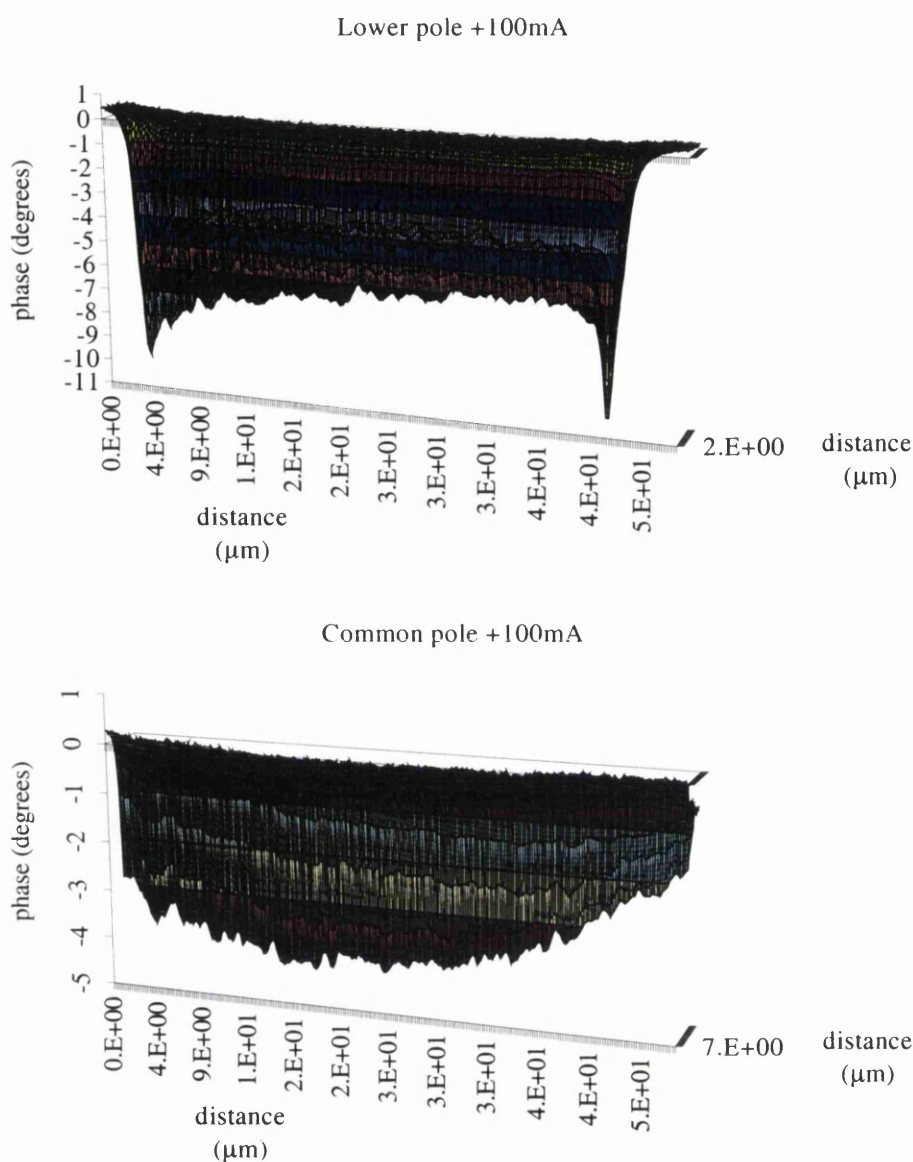 Lower pole +100mA
1
0
-1
-2
-3
-4
-5
-6
-7
-8
-9
-10
-11
phase (degrees)
0.E+00
4.E+00
9.E+00
1.E+01
2.E+01
2.E+01
3.E+01
3.E+01
4.E+01
4.E+01
5.E+01
2.E+00
distance
(μm)
distance
(μm)
Common pole +100mA
1
0
-1
-2
-3
-4
-5
phase (degrees)
0.E+00
4.E+00
9.E+00
1.E+01
2.E+01
2.E+01
3.E+01
3.E+01
4.E+01
4.E+01
5.E+01
7.E+00
distance
(μm)
distance
(μm)